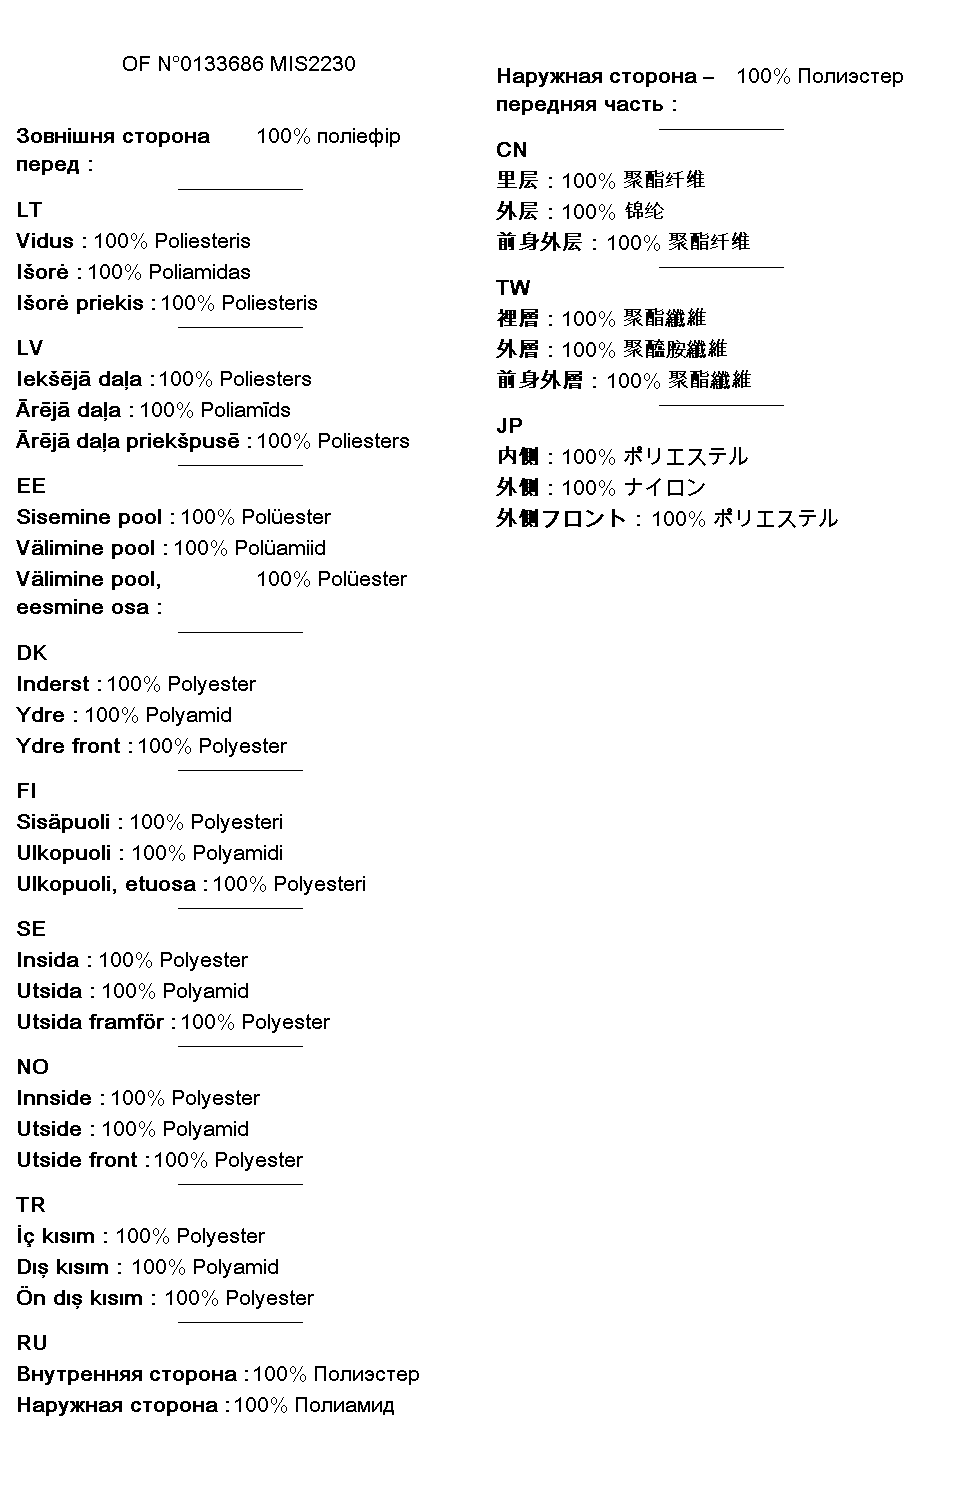 OF N°0133686 MIS2230
Зовнішня сторона 100% поліефір
перед :
LT
Vidus : 100% Poliesteris
Išorė : 100% Poliamidas
Išorė priekis : 100% Poliesteris
LV
Iekšējā daļa : 100% Poliesters
Ārējā daļa : 100% Poliamīds
Ārējā daļa priekšpusē : 100% Poliesters
EE
Sisemine pool : 100% Polüester
Välimine pool : 100% Polüamiid
Välimine pool, 100% Polüester
eesmine osa :
DK
Inderst : 100% Polyester
Ydre : 100% Polyamid
Ydre front : 100% Polyester
FI
Sisäpuoli : 100% Polyesteri
Ulkopuoli : 100% Polyamidi
Ulkopuoli, etuosa : 100% Polyesteri
SE
Insida : 100% Polyester
Utsida : 100% Polyamid
Utsida framför : 100% Polyester
NO
Innside : 100% Polyester
Utside : 100% Polyamid
Utside front : 100% Polyester
TR
İç kısım : 100% Polyester
Dış kısım : 100% Polyamid
Ön dış kısım : 100% Polyester
RU
Внутренняя сторона : 100% Полиэстер
Наружная сторона : 100% Полиамид
Наружная сторона – 100% Полиэстер
передняя часть :
CN
里层 : 100% 聚酯纤维
外层 : 100% 锦纶
前身外层 : 100% 聚酯纤维
TW
裡層 : 100% 聚酯纖維
外層 : 100% 聚醯胺纖維
前身外層 : 100% 聚酯纖維
JP
内側 : 100% ポリエステル
外側 : 100% ナイロン
外側フロント : 100% ポリエステル